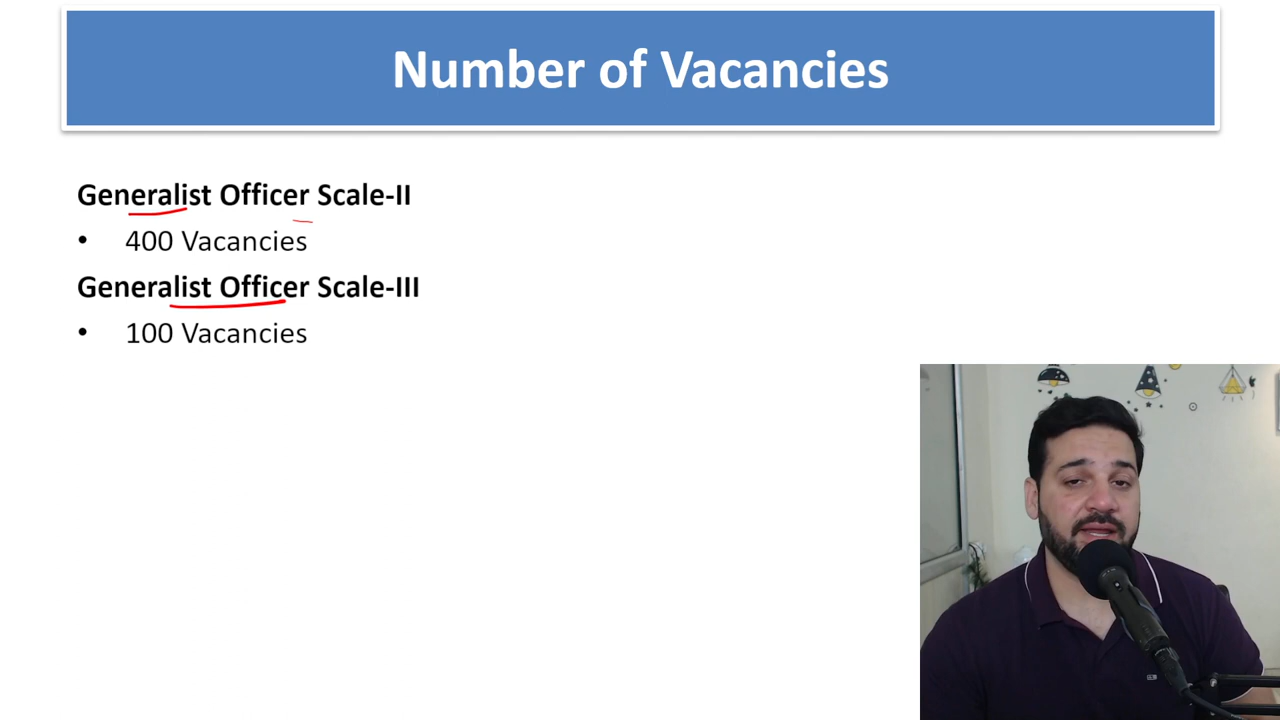 Number of Vacancies
Generalist Officer Scale-II
• 400 Vacancies
Generalist Officer Scale-III
• 100 Vacancies